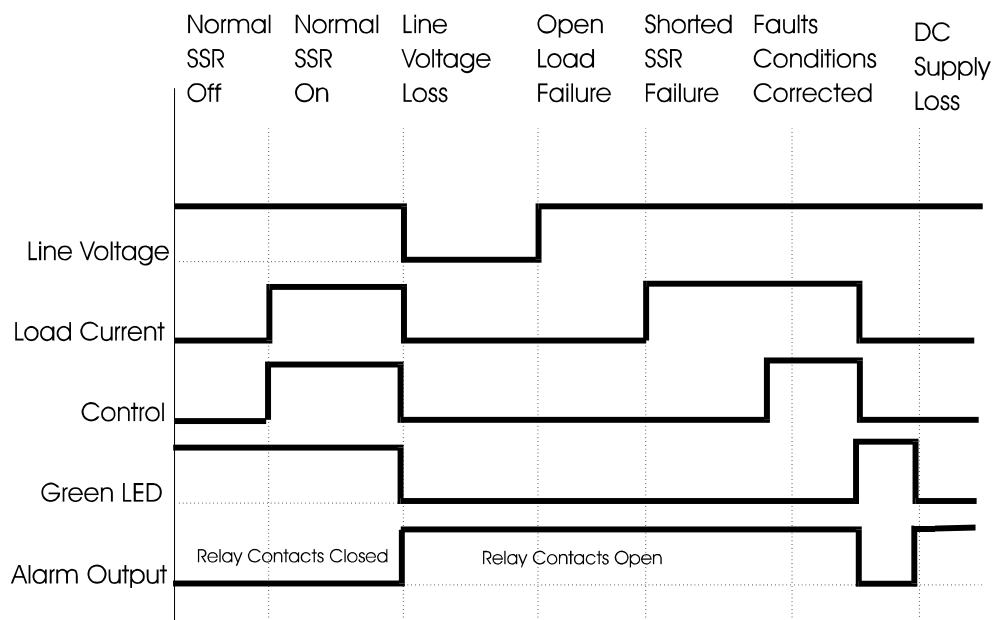 Normal
SSR
Off
Normal
SSR
On
Line
Voltage
Loss
Open
Load
Failure
Shorted
SSR
Failure
Faults
Conditions
Corrected
DC
Supply
Loss
Line Voltage
Load Current
Control
Green LED
Relay Contacts Closed
Relay Contacts Open
Alarm Output